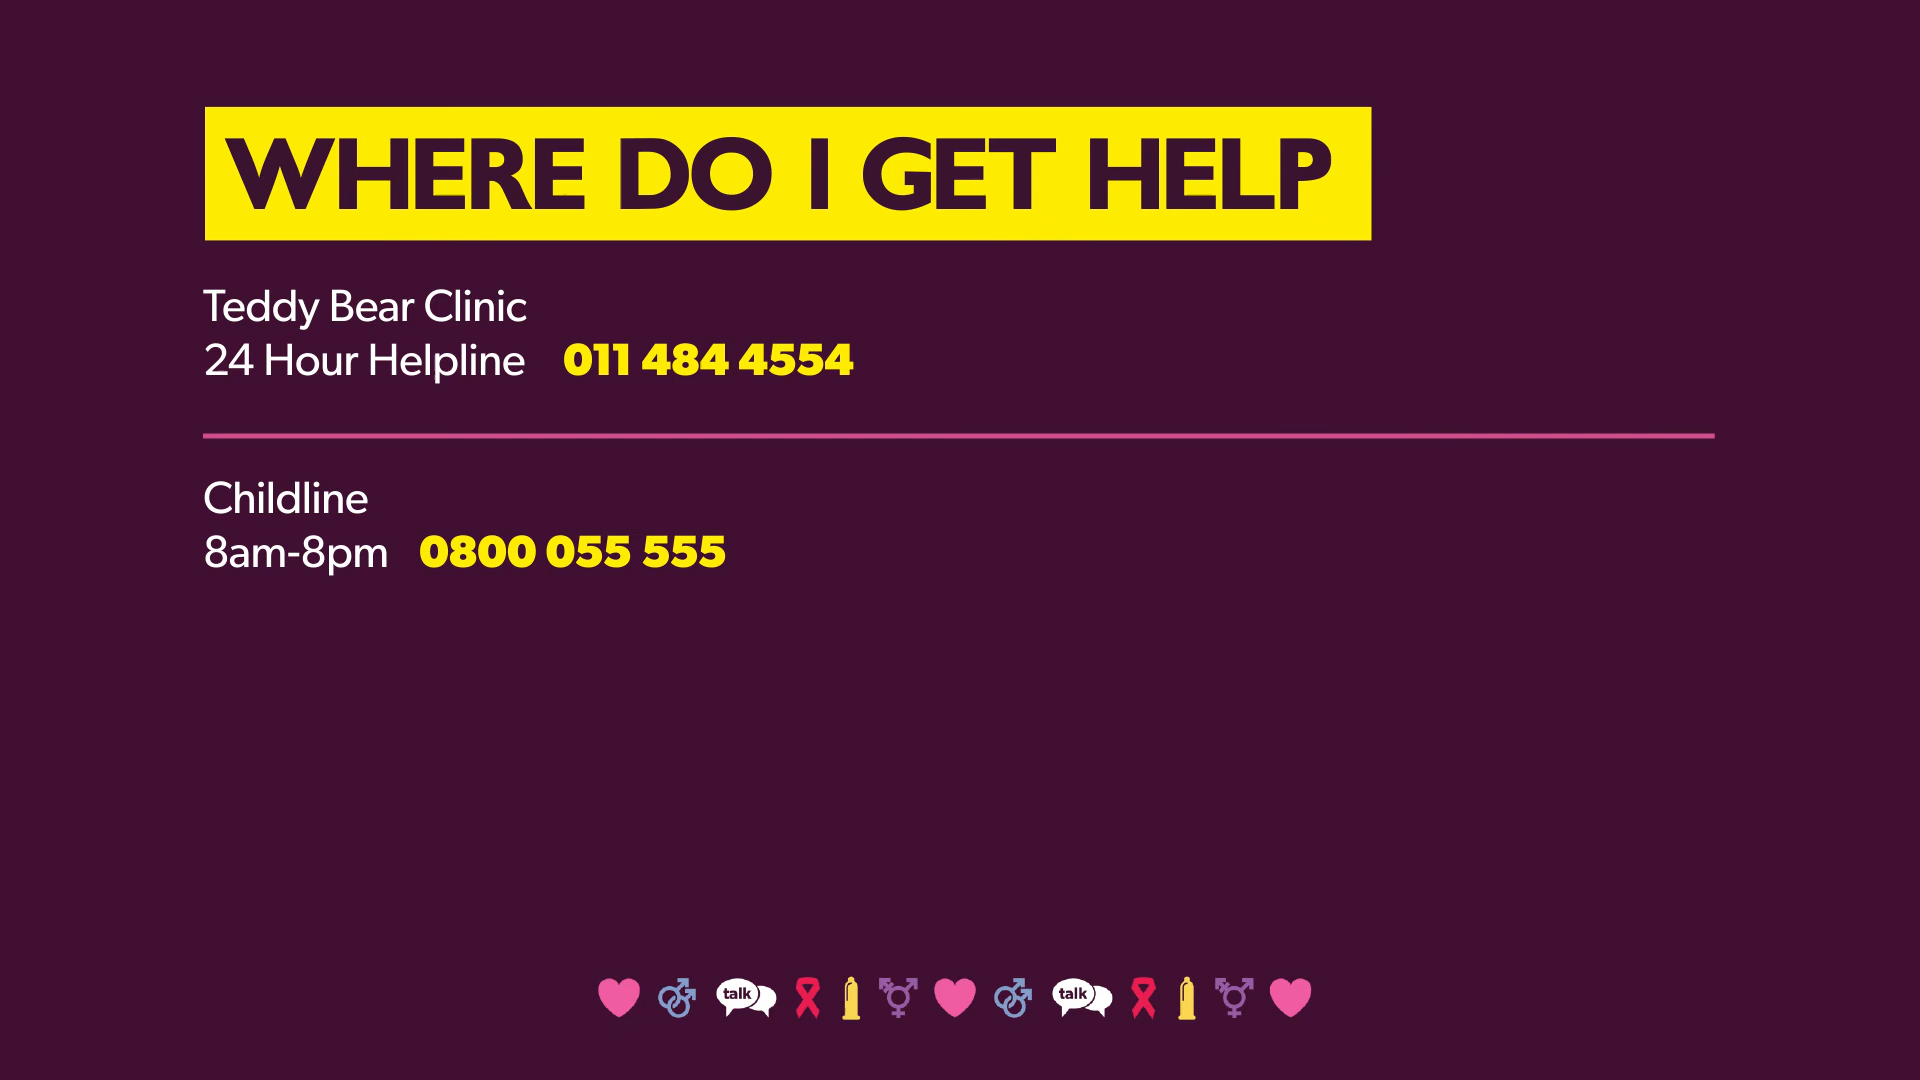 WHERE DO I GET HELP
Teddy Bear Clinic
24 Hour Helpline 011 484 4554
Childline
8am-8pm 0800 055 555
talk talk